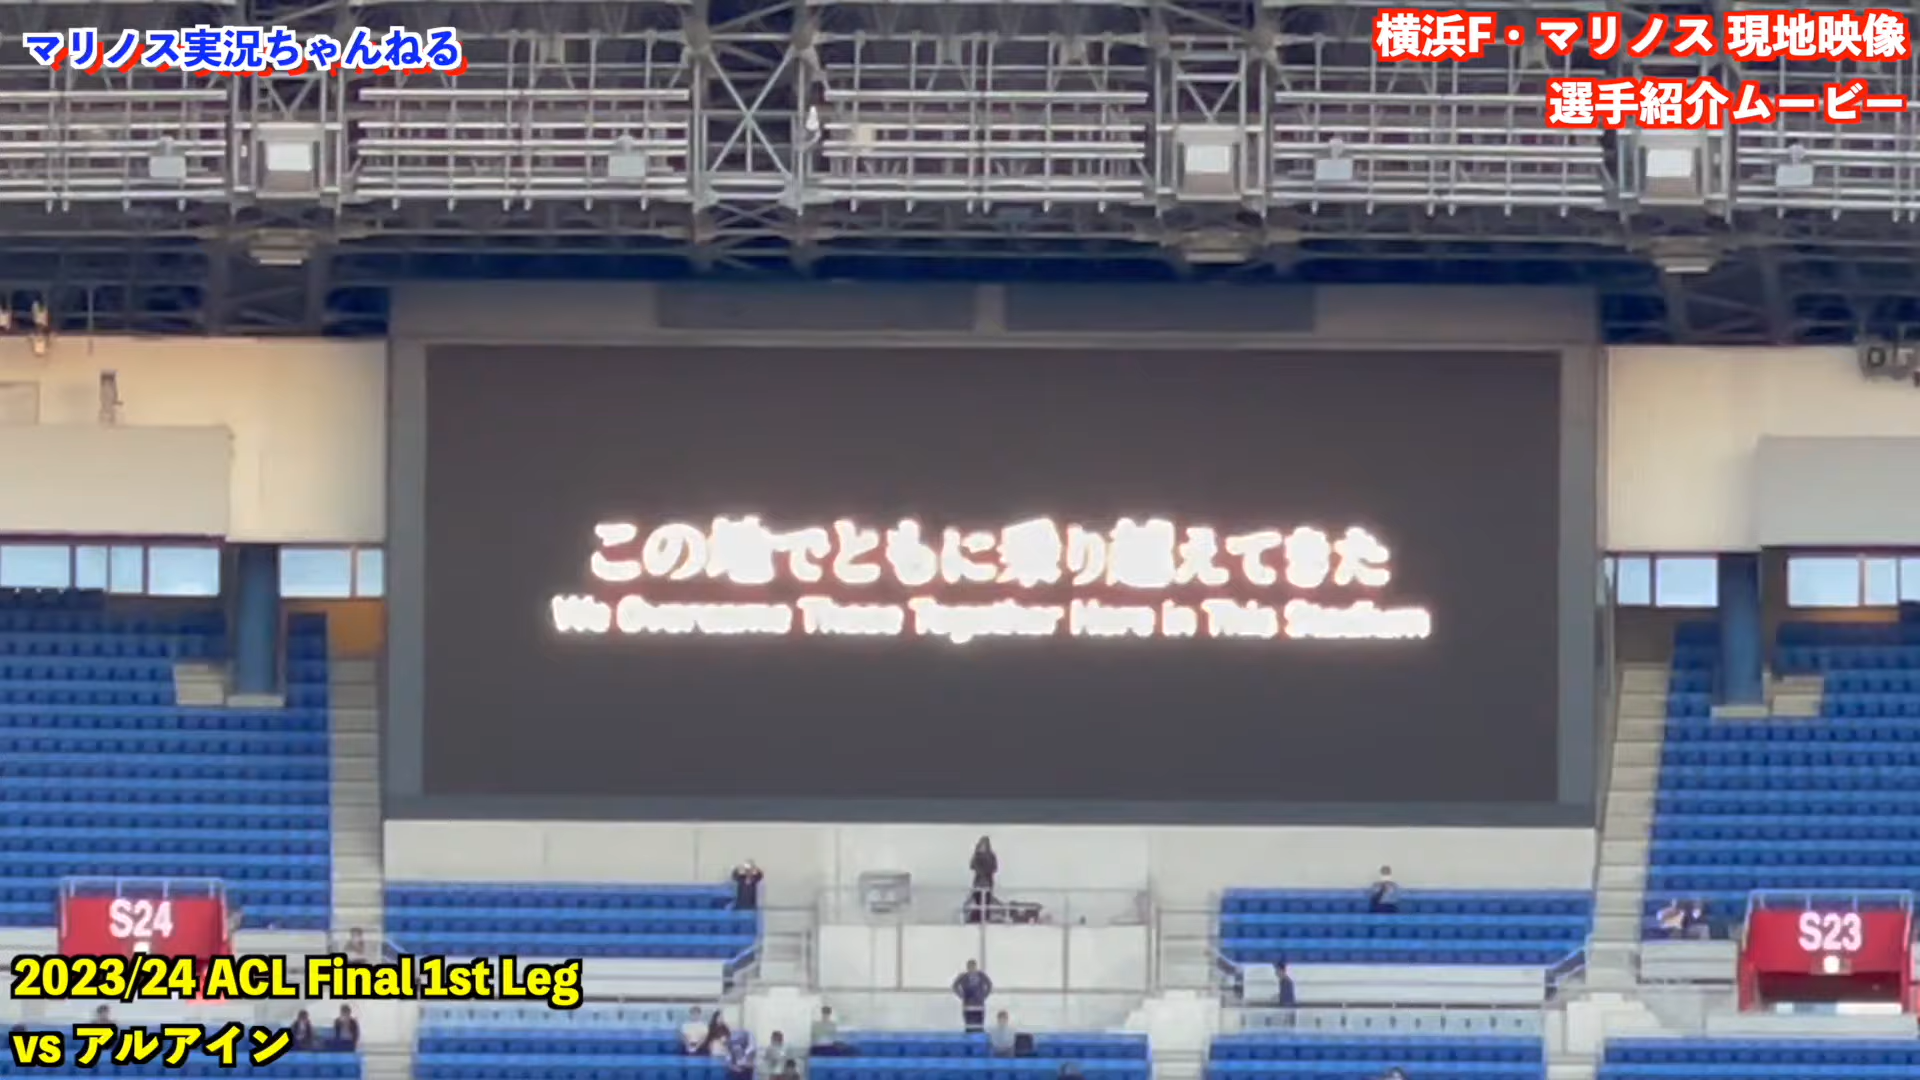 マリノス実況ちゃんねる
横浜F・マリノス 現地映像
選手紹介ムービー
この地でともに乗り越えてきた
We Overcame These Together Here in This Stadium
S24
S23
2023/24 ACL Final 1st Leg
vs アルアイン